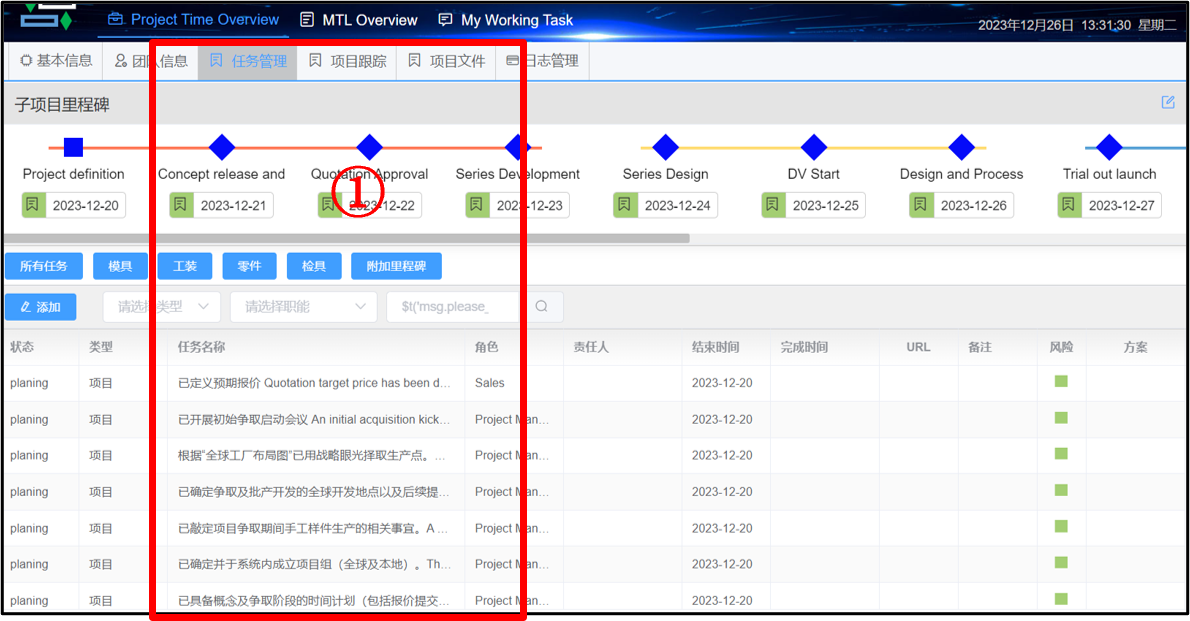 Project Time Overview MTL Overview My Working Task 2023年12月26日 13:31:30 星期二
基本信息 团队信息 任务管理 项目跟踪 项目文件 日志管理
子项目里程碑
Project definition Concept release and Quotation Approval Series Development Series Design DV Start Design and Process Trial out launch
①
2023-12-20 2023-12-21 2023-12-22 2023-12-23 2023-12-24 2023-12-25 2023-12-26 2023-12-27
所有任务 模具 工装 零件 检具 附加里程碑
添加 请选择类型 请选择职能 $t('msg.please_
状态 类型 任务名称 角色 责任人 结束时间 完成时间 URL 备注 风险 方案
planing 项目 已定义预期报价 Quotation target price has been d... Sales 2023-12-20
planing 项目 已开展初始争取启动会议 An initial acquisition kick... Project Man... 2023-12-20
planing 项目 根据"全球工厂布局图"已用战略眼光择取生产点。... Project Man... 2023-12-20
planing 项目 已确定争取及批产开发的全球开发地点以及后续提... Project Man... 2023-12-20
planing 项目 已敲定项目争取期间手工样件生产的相关事宜。A ... Project Man... 2023-12-20
planing 项目 已确定并于系统内成立项目组（全球及本地）。Th... Project Man... 2023-12-20
planing 项目 已具备概念及争取阶段的时间计划（包括报价提交... Project Man... 2023-12-20